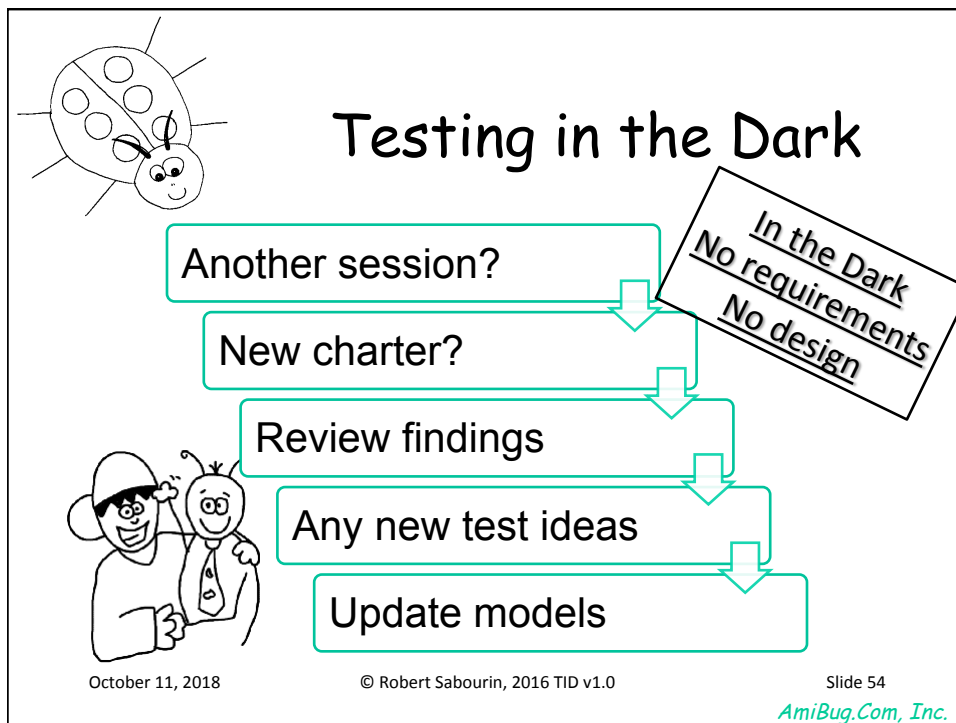 Testing in the Dark
In the Dark
No requirements
No design
Another session?
New charter?
Review findings
Any new test ideas
Update models
October 11, 2018
© Robert Sabourin, 2016 TID v1.0
Slide 54
AmiBug.Com, Inc.